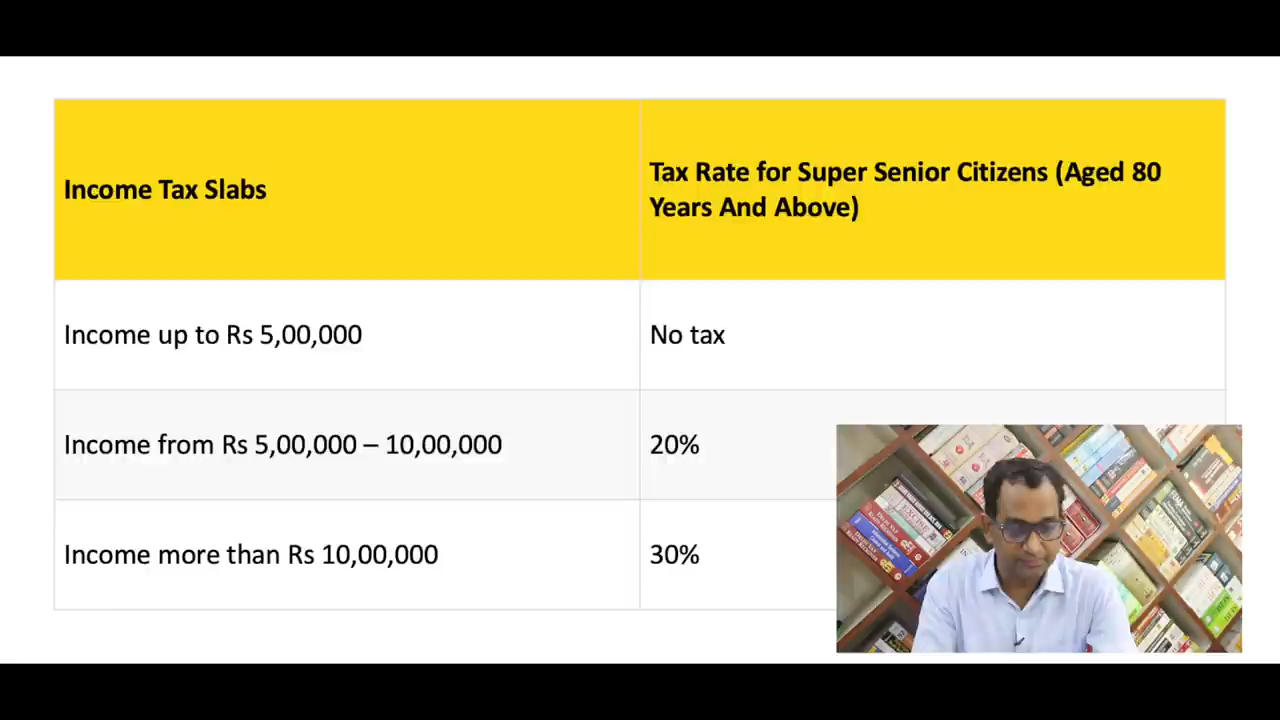 Income Tax Slabs
Tax Rate for Super Senior Citizens (Aged 80
Years And Above)
Income up to Rs 5,00,000
No tax
Income from Rs 5,00,000 – 10,00,000
20%
Income more than Rs 10,00,000
30%